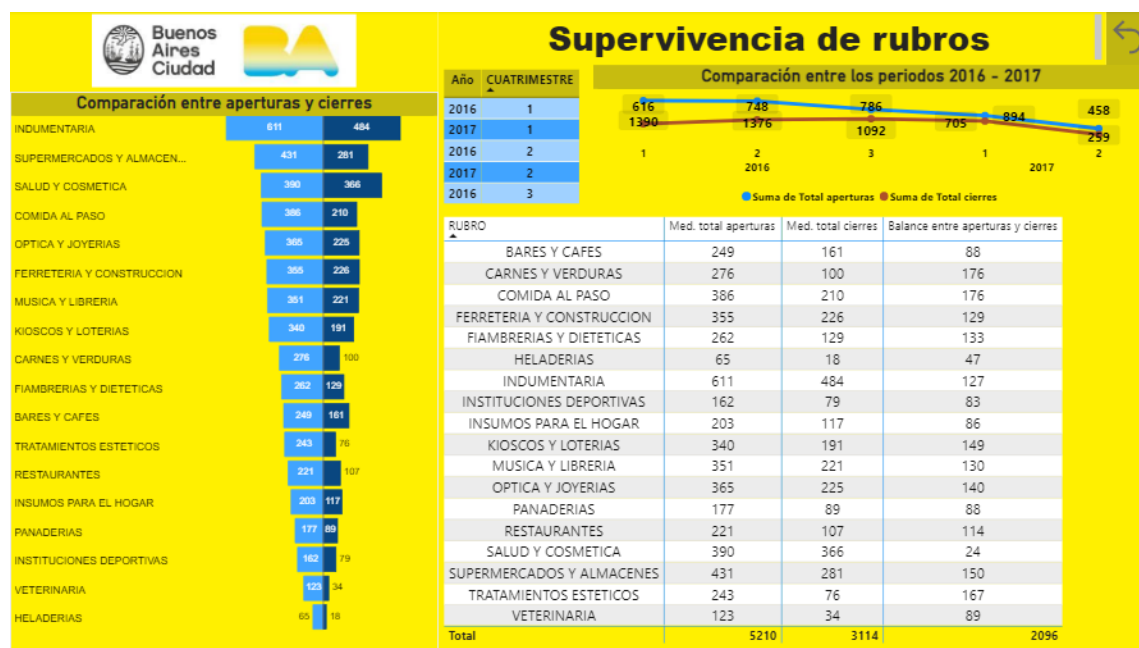 Buenos
Aires
Ciudad
BA
Supervivencia de rubros
Comparación entre aperturas y cierres
INDUMENTARIA 611 484
SUPERMERCADOS Y ALMACEN... 431 281
SALUD Y COSMETICA 390 366
COMIDA AL PASO 386 210
OPTICA Y JOYERIAS 365 225
FERRETERIA Y CONSTRUCCION 355 226
MUSICA Y LIBRERIA 351 221
KIOSCOS Y LOTERIAS 340 191
CARNES Y VERDURAS 276 100
FIAMBRERIAS Y DIETETICAS 262 129
BARES Y CAFES 249 161
TRATAMIENTOS ESTETICOS 243 76
RESTAURANTES 221 107
INSUMOS PARA EL HOGAR 203 117
PANADERIAS 177 89
INSTITUCIONES DEPORTIVAS 162 79
VETERINARIA 123 34
HELADERIAS 65 18
Año CUATRIMESTRE
2016 1
2017 1
2016 2
2017 2
2016 3
Comparación entre los periodos 2016 - 2017
616 748 786 894 458
1390 1376 1092 705 259
1 2 3 1 2
2016 2017
Suma de Total aperturas Suma de Total cierres
RUBRO Med. total aperturas Med. total cierres Balance entre aperturas y cierres
BARES Y CAFES 249 161 88
CARNES Y VERDURAS 276 100 176
COMIDA AL PASO 386 210 176
FERRETERIA Y CONSTRUCCION 355 226 129
FIAMBRERIAS Y DIETETICAS 262 129 133
HELADERIAS 65 18 47
INDUMENTARIA 611 484 127
INSTITUCIONES DEPORTIVAS 162 79 83
INSUMOS PARA EL HOGAR 203 117 86
KIOSCOS Y LOTERIAS 340 191 149
MUSICA Y LIBRERIA 351 221 130
OPTICA Y JOYERIAS 365 225 140
PANADERIAS 177 89 88
RESTAURANTES 221 107 114
SALUD Y COSMETICA 390 366 24
SUPERMERCADOS Y ALMACENES 431 281 150
TRATAMIENTOS ESTETICOS 243 76 167
VETERINARIA 123 34 89
Total 5210 3114 2096